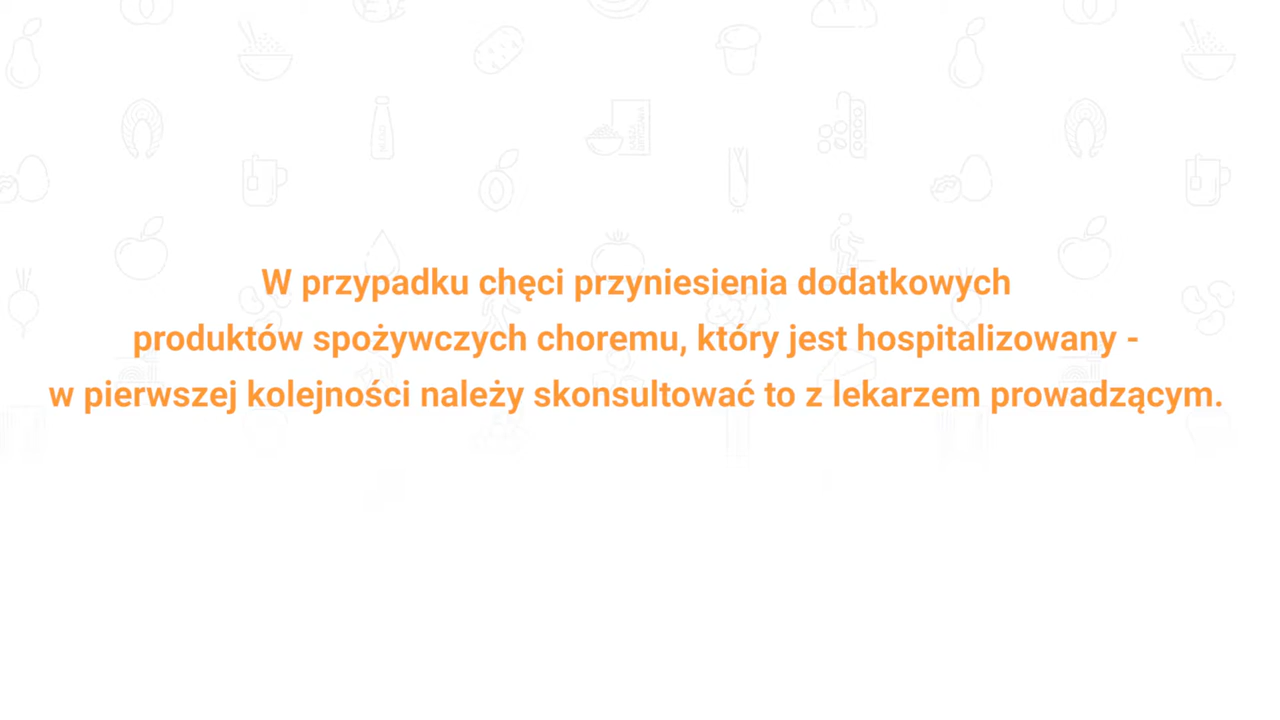 W przypadku chęci przyniesienia dodatkowych
produktów spożywczych choremu, który jest hospitalizowany -
w pierwszej kolejności należy skonsultować to z lekarzem prowadzącym.